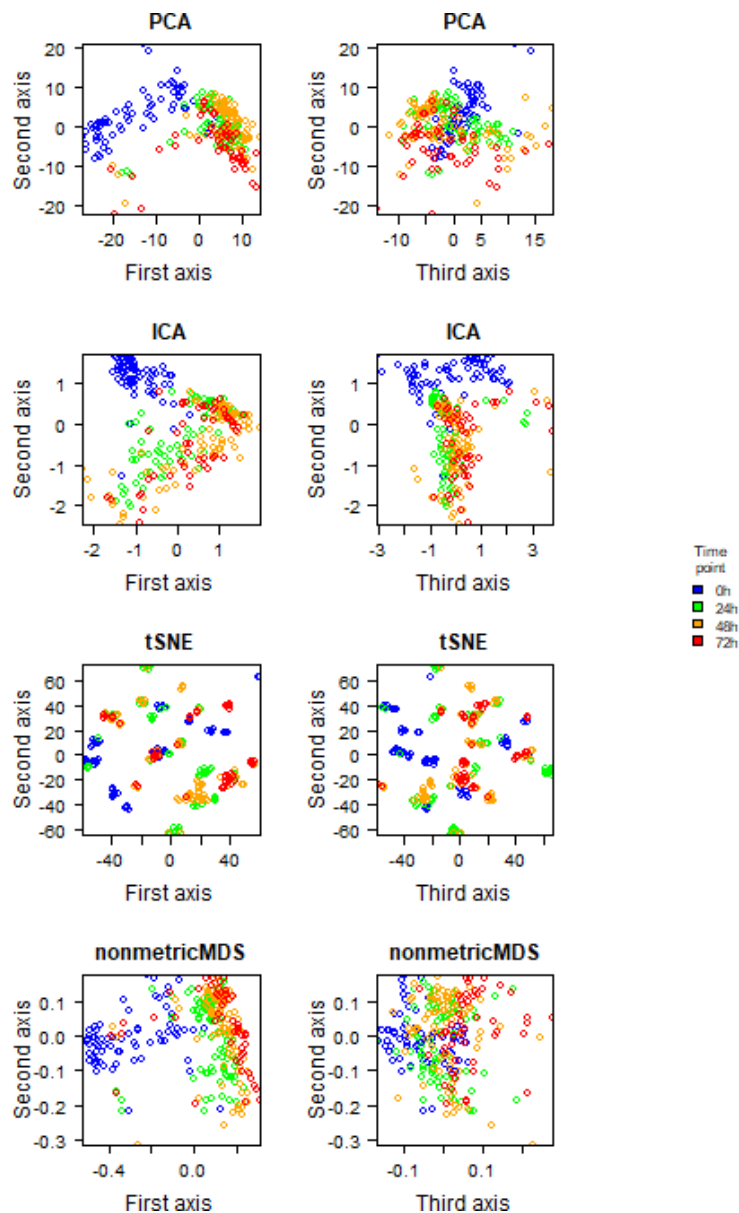 PCA PCA
20 20
10 10
0 0
-10 -10
-20 -20
Second axis Second axis
-20 -10 0 10 -10 0 5 15
First axis Third axis
ICA ICA
1 1
0 0
-1 -1
-2 -2
Second axis Second axis
-2 -1 0 1 -3 -1 1 3
First axis Third axis
Time
point
0h
24h
48h
72h
tSNE tSNE
60 60
40 40
20 20
0 0
-20 -20
-40 -40
-60 -60
Second axis Second axis
-40 0 40 -40 0 40
First axis Third axis
nonmetricMDS nonmetricMDS
0.1 0.1
0.0 0.0
-0.1 -0.1
-0.2 -0.2
-0.3 -0.3
Second axis Second axis
-0.4 0.0 -0.1 0.1
First axis Third axis